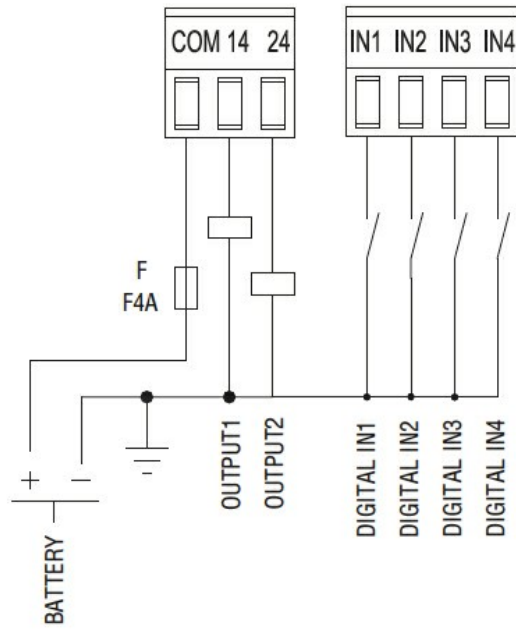 COM 14 24
IN1 IN2 IN3 IN4
F
F4A
+ −
BATTERY
OUTPUT1
OUTPUT2
DIGITAL IN1
DIGITAL IN2
DIGITAL IN3
DIGITAL IN4